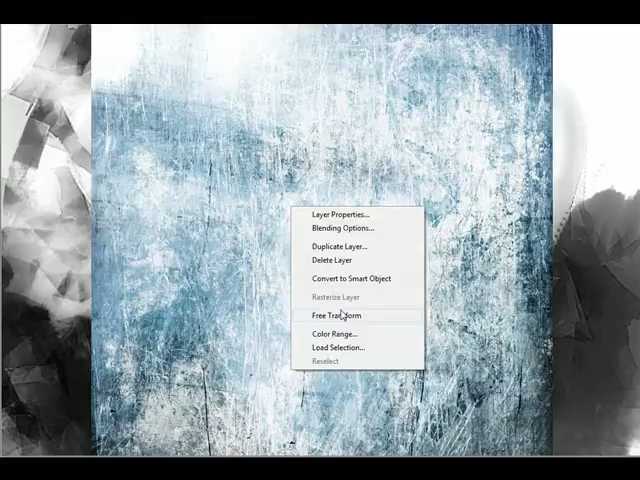 Layer Properties...
Blending Options...
Duplicate Layer...
Delete Layer
Convert to Smart Object
Rasterize Layer
Free Transform
Color Range...
Load Selection...
Reselect